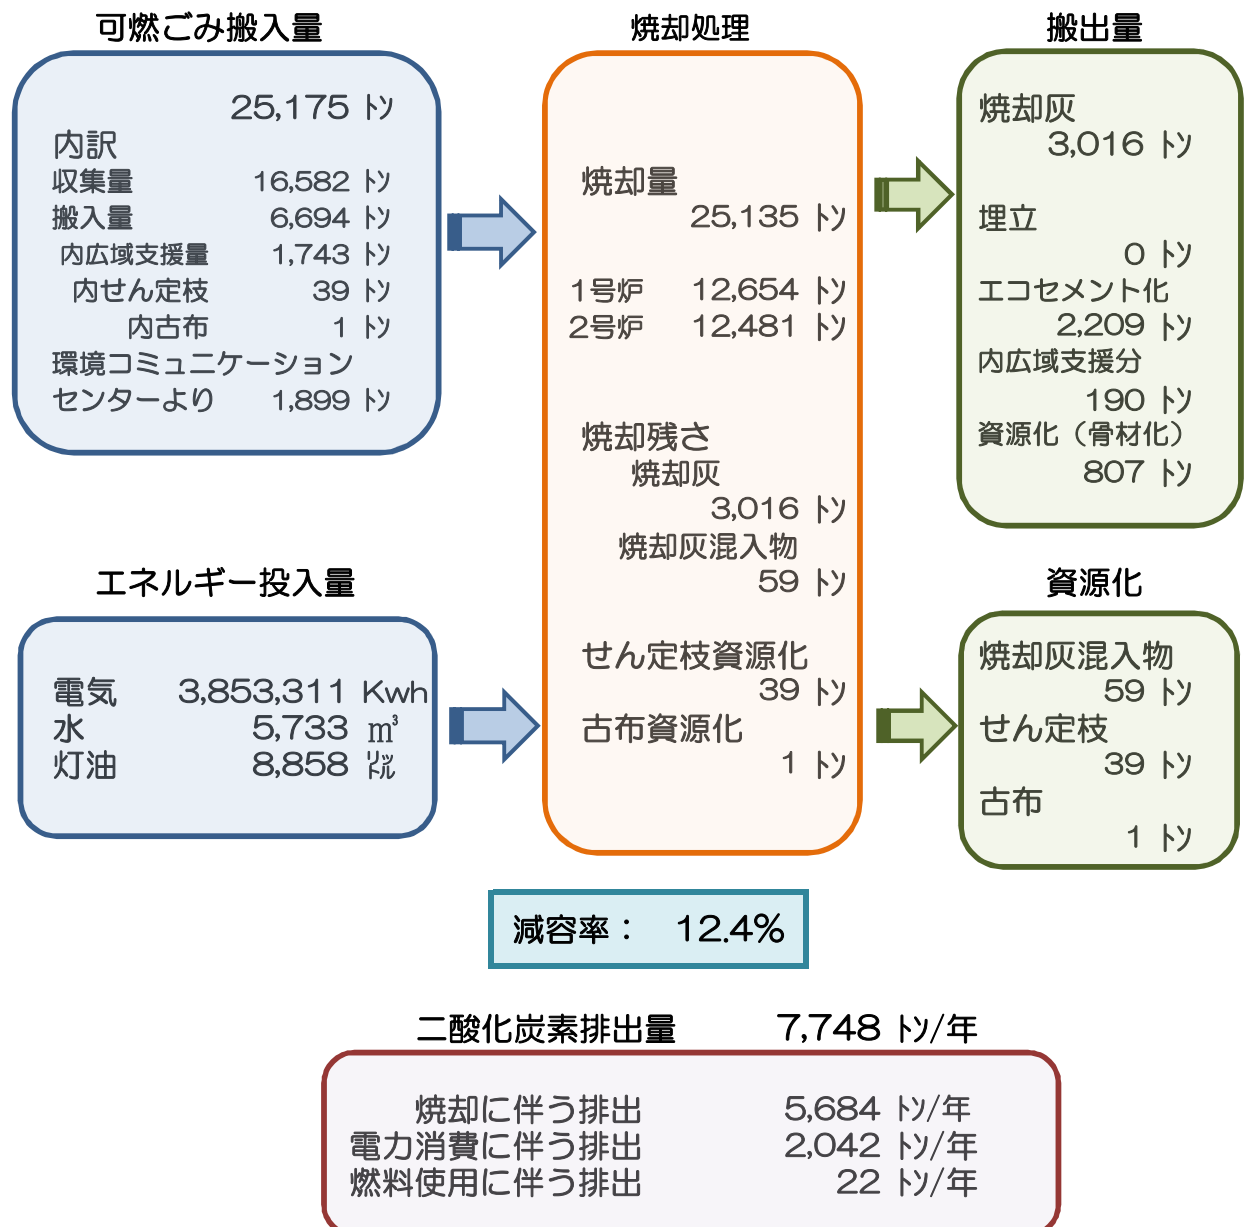 可燃ごみ搬入量
25,175 ﾄﾝ
内訳
収集量 16,582 ﾄﾝ
搬入量 6,694 ﾄﾝ
内広域支援量 1,743 ﾄﾝ
内せん定枝 39 ﾄﾝ
内古布 1 ﾄﾝ
環境コミュニケーション
センターより 1,899 ﾄﾝ
エネルギー投入量
電気 3,853,311 Kwh
水 5,733 ㎥
灯油 8,858 ㍑
焼却処理
焼却量
25,135 ﾄﾝ
1号炉 12,654 ﾄﾝ
2号炉 12,481 ﾄﾝ
焼却残さ
焼却灰
3,016 ﾄﾝ
焼却灰混入物
59 ﾄﾝ
せん定枝資源化
39 ﾄﾝ
古布資源化
1 ﾄﾝ
搬出量
焼却灰
3,016 ﾄﾝ
埋立
0 ﾄﾝ
エコセメント化
2,209 ﾄﾝ
内広域支援分
190 ﾄﾝ
資源化（骨材化）
807 ﾄﾝ
資源化
焼却灰混入物
59 ﾄﾝ
せん定枝
39 ﾄﾝ
古布
1 ﾄﾝ
減容率： 12.4%
二酸化炭素排出量 7,748 ﾄﾝ/年
焼却に伴う排出 5,684 ﾄﾝ/年
電力消費に伴う排出 2,042 ﾄﾝ/年
燃料使用に伴う排出 22 ﾄﾝ/年